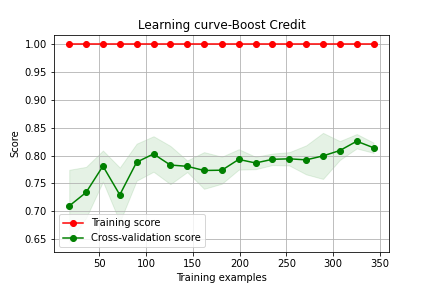 Learning curve-Boost Credit
1.00
0.95
0.90
0.85
0.80
0.75
0.70
0.65
Score
Training score
Cross-validation score
50 100 150 200 250 300 350
Training examples